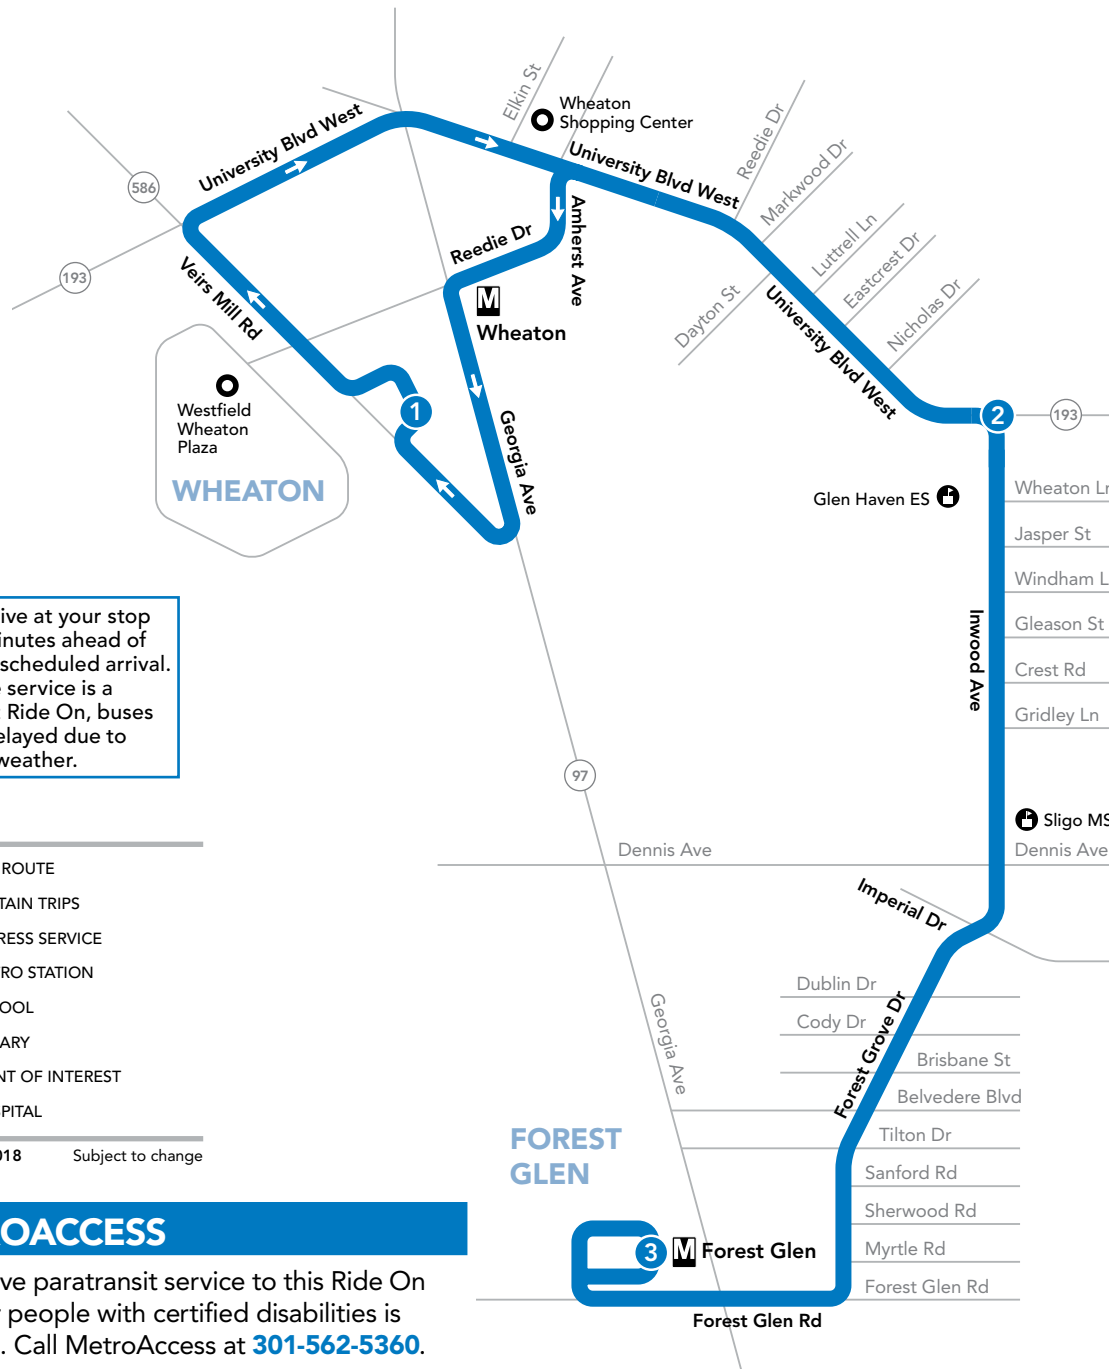 Elkin St
Wheaton
Shopping Center
University Blvd West
University Blvd West
Reedie Dr
Markwood Dr
586
Luttrell Ln
Eastcrest Dr
Nicholas Dr
Amherst Ave
Reedie Dr
193
Veirs Mill Rd
M
Wheaton
Dayton St
University Blvd West
Westfield
Wheaton
Plaza
1
2
193
Georgia Ave
WHEATON
Glen Haven ES
Wheaton Ln
Jasper St
Windham L
Gleason St
Crest Rd
Gridley Ln
Inwood Ave
ive at your stop
inutes ahead of
scheduled arrival.
e service is a
t Ride On, buses
elayed due to
weather.
97
Sligo MS
Dennis Ave
Dennis Ave
ROUTE
TAIN TRIPS
RESS SERVICE
TRO STATION
OOL
ARY
NT OF INTEREST
SPITAL
018 Subject to change
Imperial Dr
Dublin Dr
Cody Dr
Georgia Ave
Forest Grove Dr
Brisbane St
Belvedere Blvd
Tilton Dr
Sanford Rd
Sherwood Rd
Myrtle Rd
Forest Glen Rd
FOREST
GLEN
3
M
Forest Glen
Forest Glen Rd
OACCESS
ve paratransit service to this Ride On
r people with certified disabilities is
. Call MetroAccess at 301-562-5360.